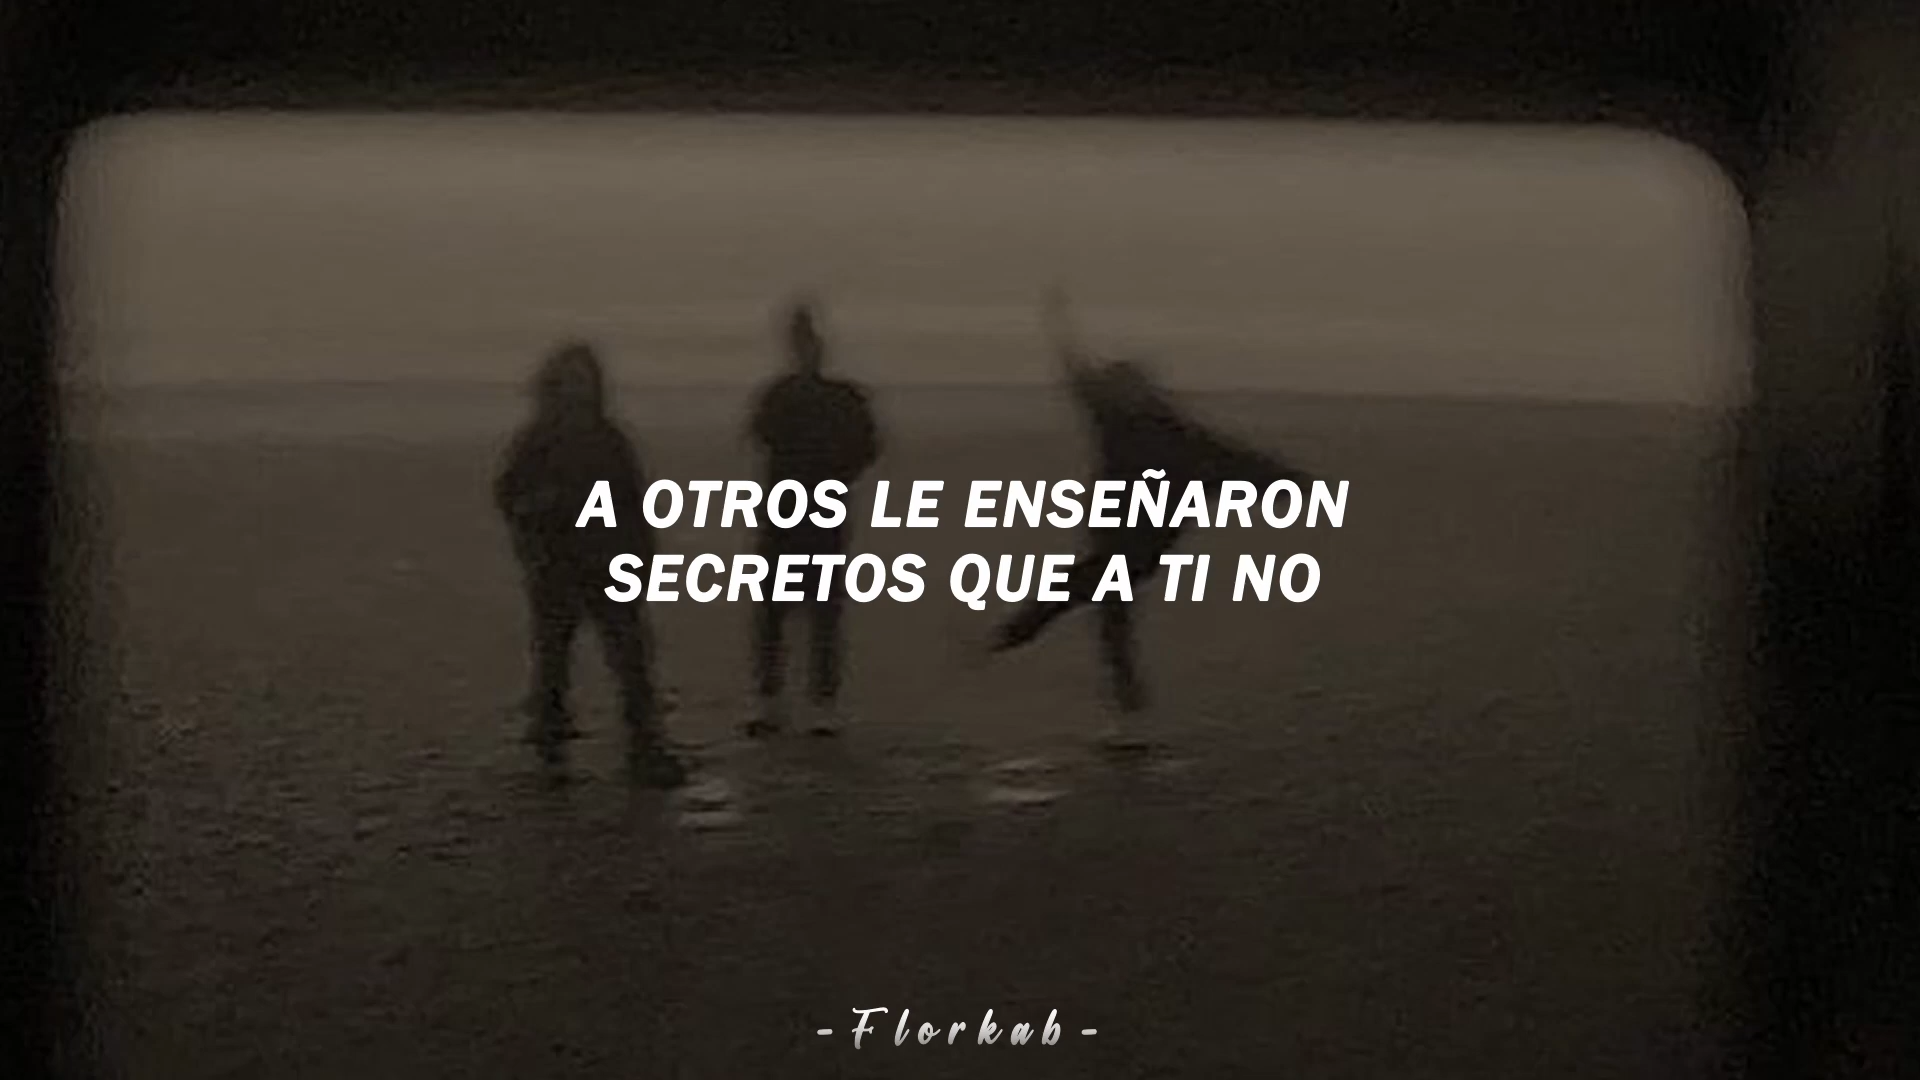 A OTROS LE ENSEÑARON
SECRETOS QUE A TI NO
- Florkab -